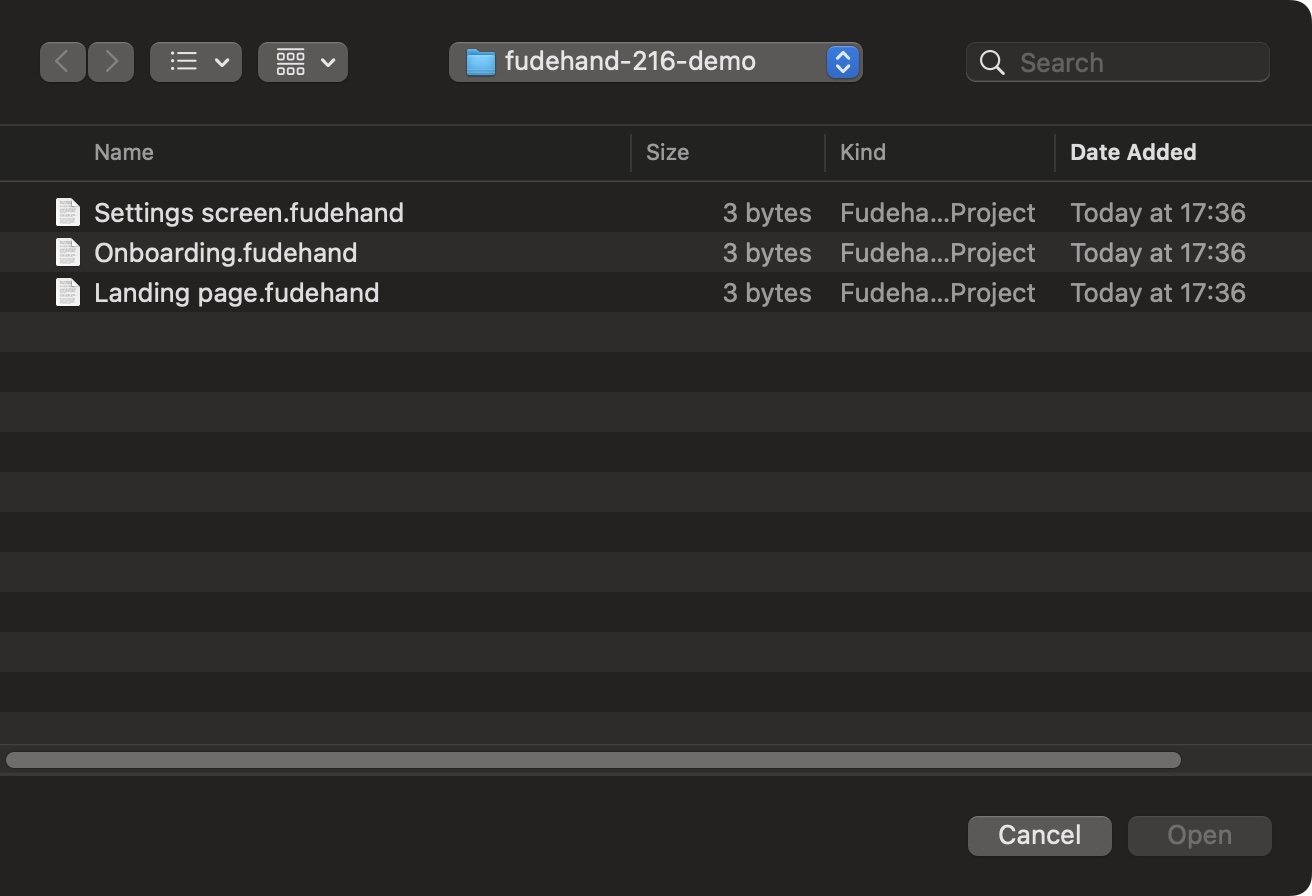 fudehand-216-demo
Search
Name Size Kind Date Added
Settings screen.fudehand 3 bytes Fudeha...Project Today at 17:36
Onboarding.fudehand 3 bytes Fudeha...Project Today at 17:36
Landing page.fudehand 3 bytes Fudeha...Project Today at 17:36
Cancel Open